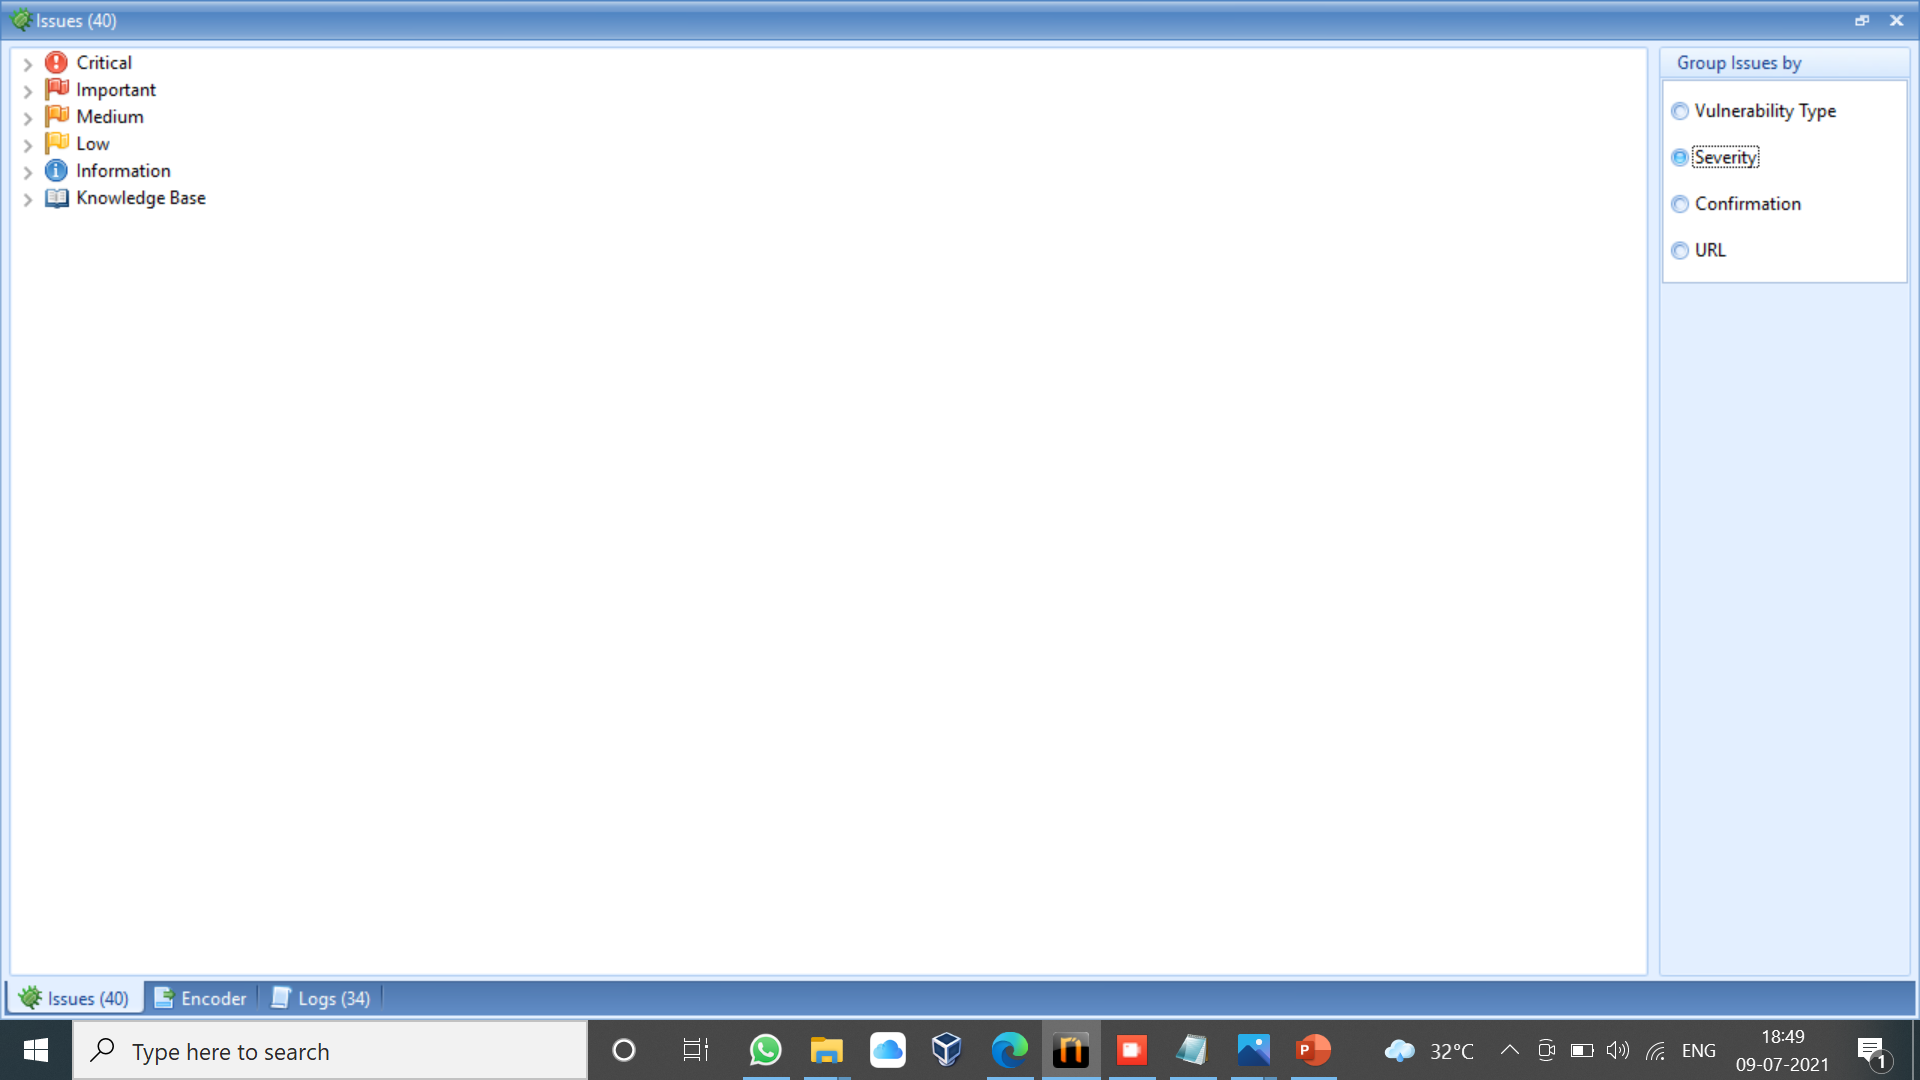 Issues (40)
Critical
Important
Medium
Low
Information
Knowledge Base
Group Issues by
Vulnerability Type
Severity
Confirmation
URL
Issues (40) Encoder Logs (34)
Type here to search
P
32°C
ENG
18:49
09-07-2021
1